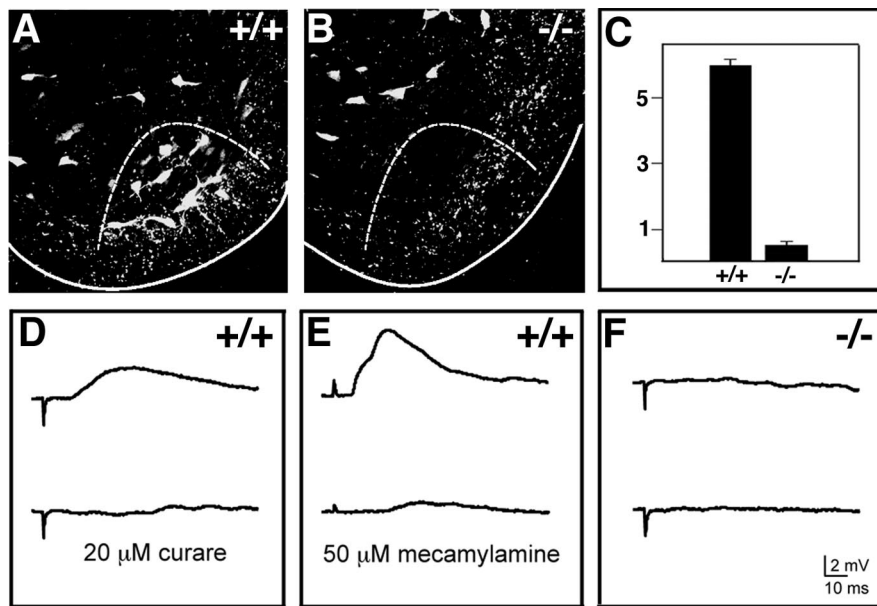 A +/+
B -/-
C
5
3
1
+/+ -/-
D +/+
20 μM curare
E +/+
50 μM mecamylamine
F -/-
2 mV
10 ms